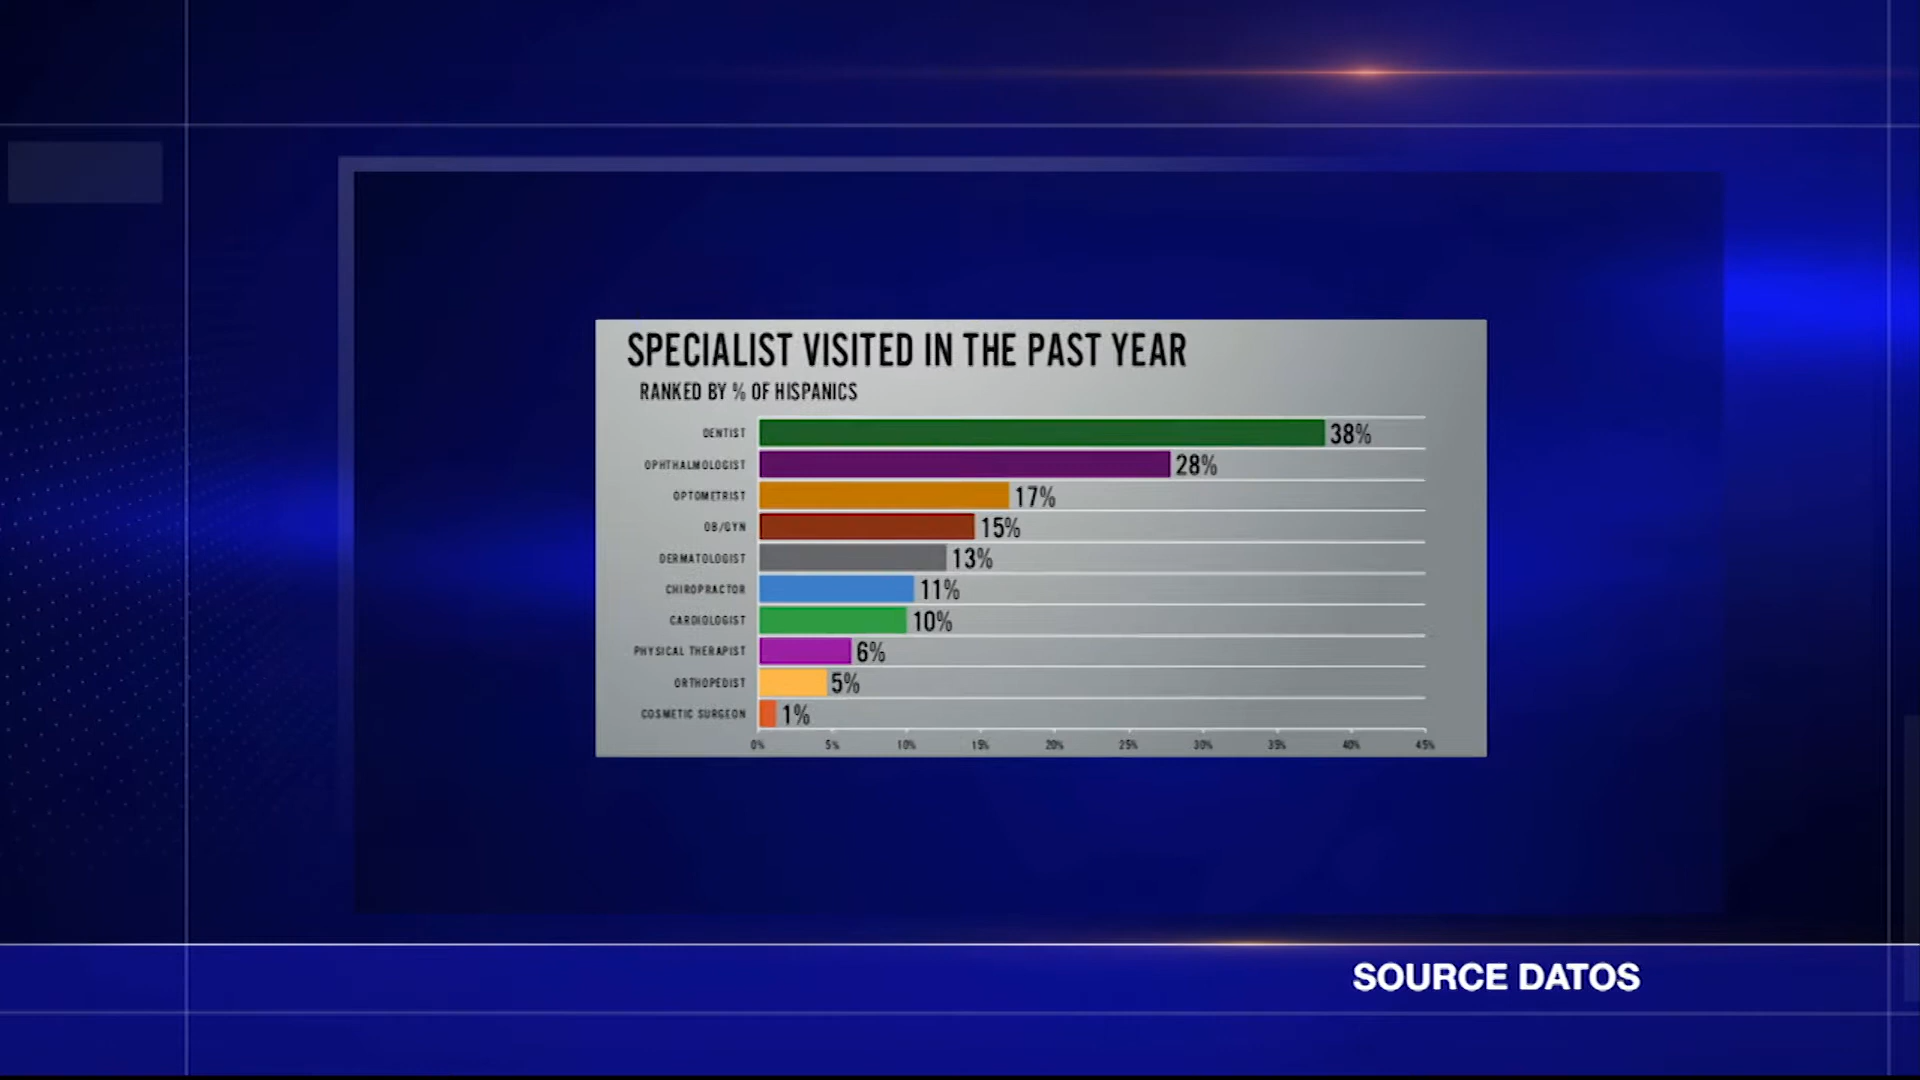 SPECIALIST VISITED IN THE PAST YEAR
RANKED BY % OF HISPANICS
DENTIST 38%
OPHTHALMOLOGIST 28%
OPTOMETRIST 17%
OB/GYN 15%
DERMATOLOGIST 13%
CHIROPRACTOR 11%
CARDIOLOGIST 10%
PHYSICAL THERAPIST 6%
ORTHOPEDIST 5%
COSMETIC SURGEON 1%
0% 5% 10% 15% 20% 25% 30% 35% 40% 45%
SOURCE DATOS